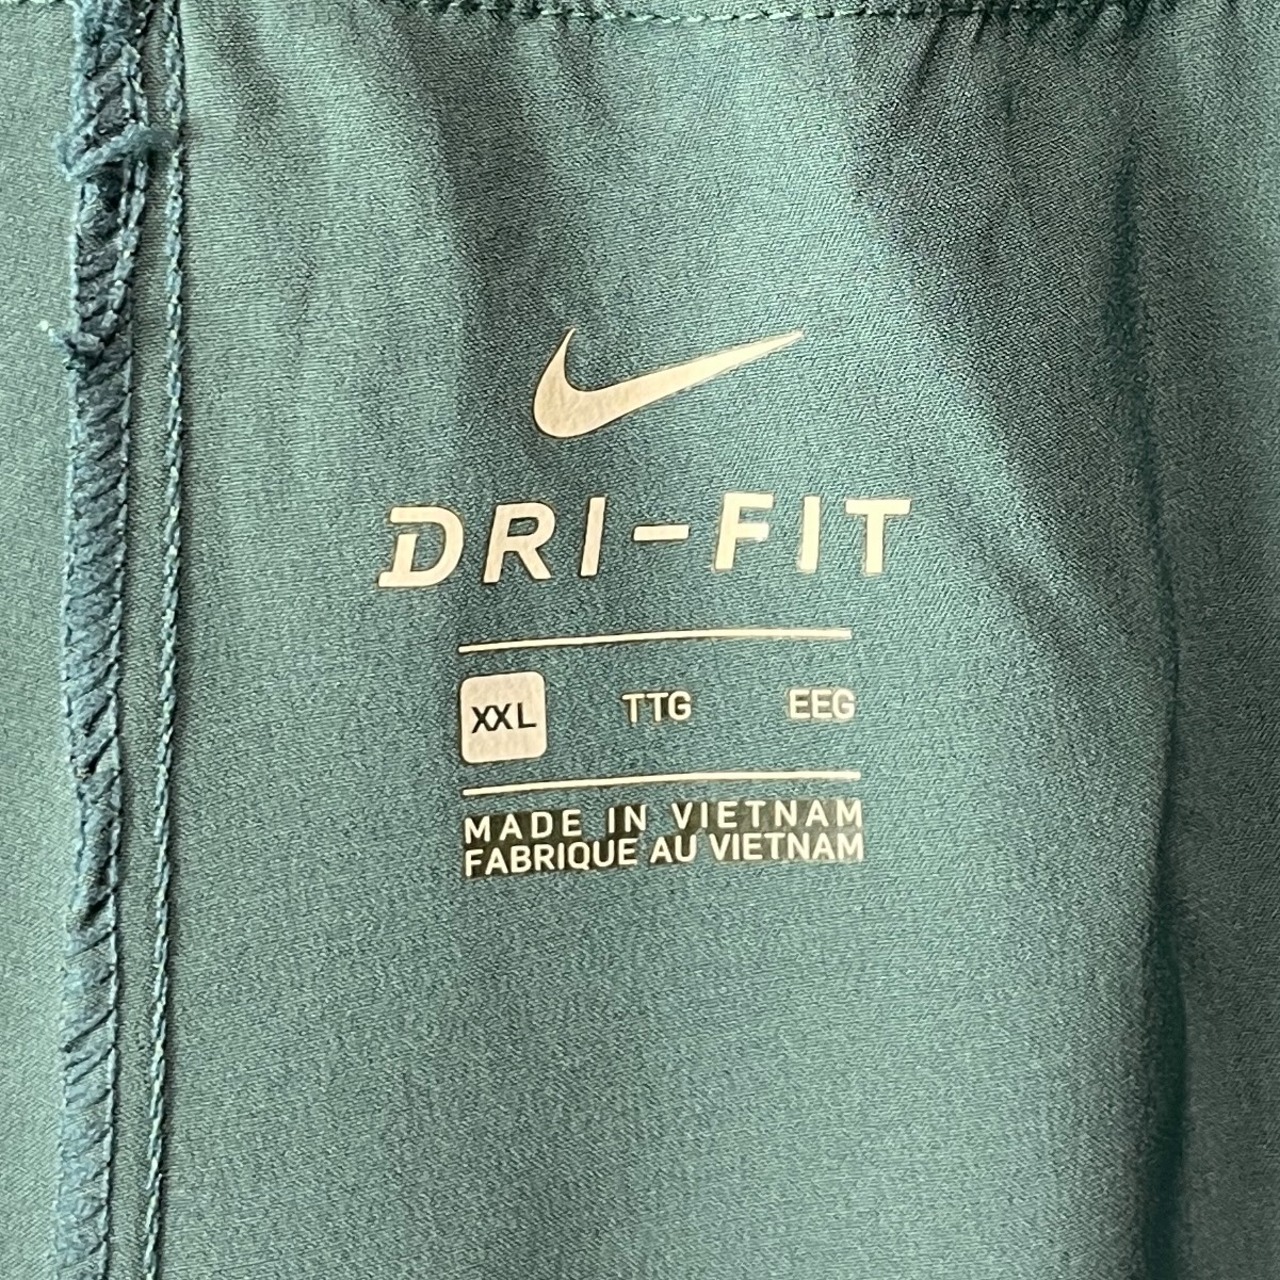 DRI-FIT
XXL TTG EEG
MADE IN VIETNAM
FABRIQUE AU VIETNAM